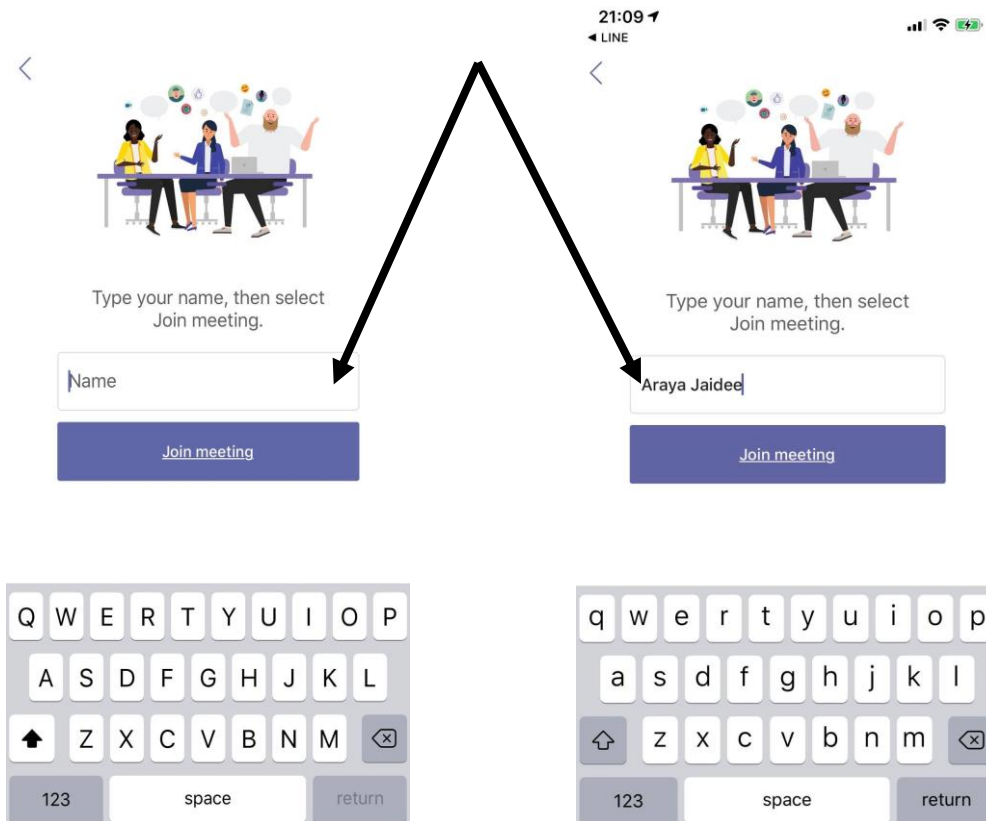 Type your name, then select
Join meeting.
Name
Join meeting
Q W E R T Y U I O P
A S D F G H J K L
Z X C V B N M
123 space return
21:09
◀ LINE
Type your name, then select
Join meeting.
Araya Jaidee
Join meeting
q w e r t y u i o p
a s d f g h j k l
z x c v b n m
123 space return